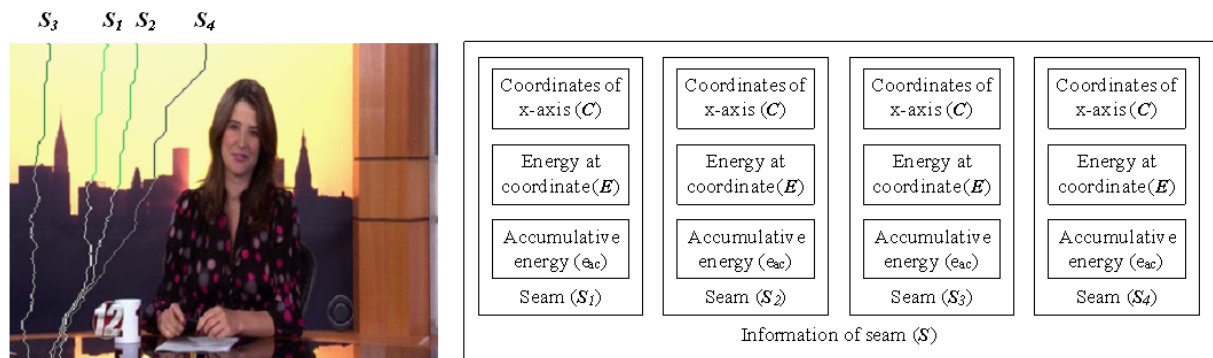 S3 S1 S2 S4
12
Coordinates of
x-axis (C)
Energy at
coordinate(E)
Accumulative
energy (eac)
Seam (S1)
Coordinates of
x-axis (C)
Energy at
coordinate(E)
Accumulative
energy (eac)
Seam (S2)
Coordinates of
x-axis (C)
Energy at
coordinate(E)
Accumulative
energy (eac)
Seam (S3)
Coordinates of
x-axis (C)
Energy at
coordinate(E)
Accumulative
energy (eac)
Seam (S4)
Information of seam (S)